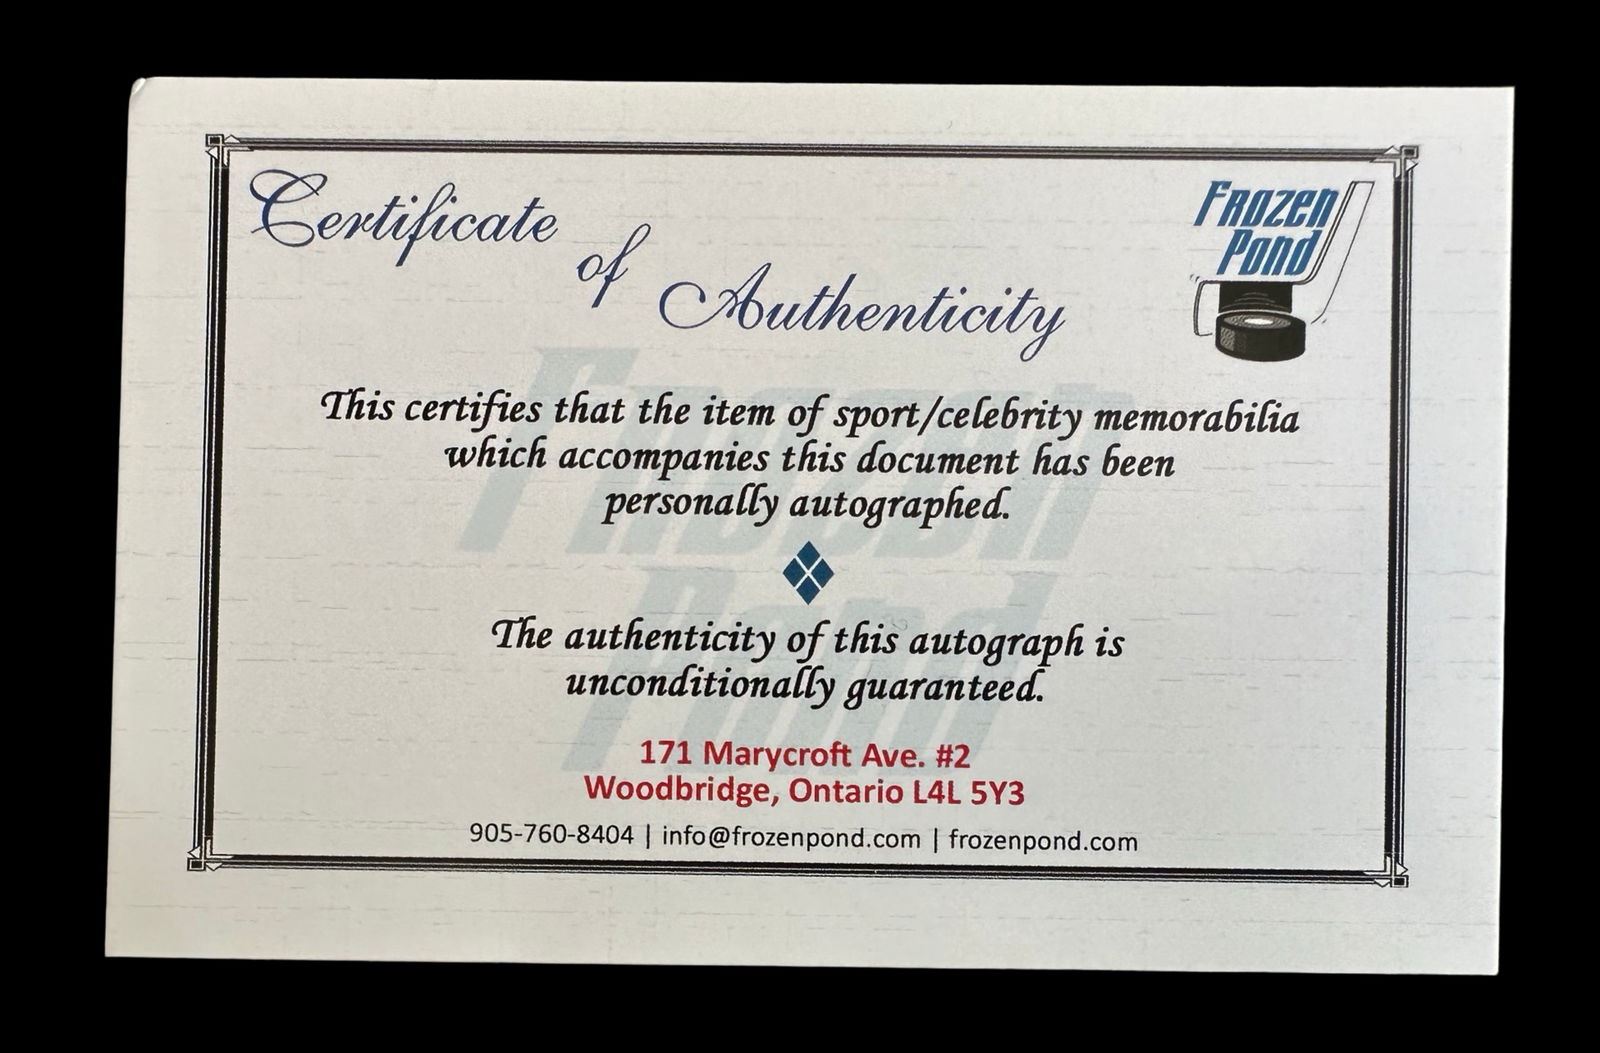 Certificate
of
Authenticity
Frozen
Pond
This certifies that the item of sport/celebrity memorabilia
which accompanies this document has been
personally autographed.
The authenticity of this autograph is
unconditionally guaranteed.
171 Marycroft Ave. #2
Woodbridge, Ontario L4L 5Y3
905-760-8404 | info@frozenpond.com | frozenpond.com
Frozen
Pond